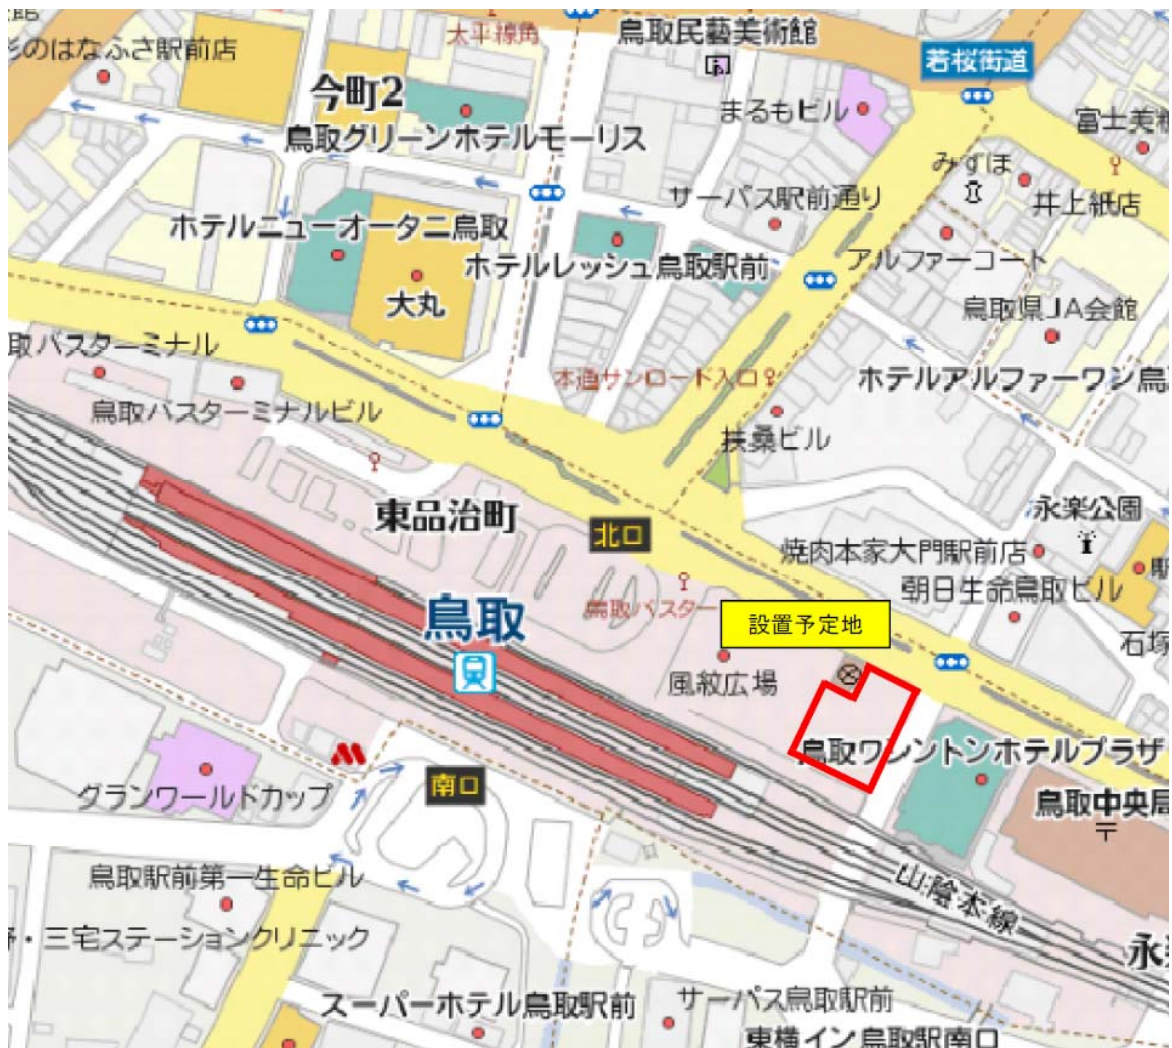 太平線角
鳥取民藝美術館
のはなふさ駅前店
若桜街道
今町2
まるもビル
鳥取グリーンホテルモーリス
みずほ
サーパス駅前通り
井上紙店
ホテルニューオータニ鳥取
ホテルレッシュ鳥取駅前
アルファーコート
大丸
鳥取県JA会館
取バスターミナル
本通サンロード入口
ホテルアルファーワン鳥
鳥取バスターミナルビル
扶桑ビル
東品治町
永楽公園
北口
焼肉本家大門駅前店
朝日生命鳥取ビル
鳥取バスター
鳥取
設置予定地
石塚
風紋広場
鳥取ワシントンホテルプラザ
南口
グランワールドカップ
鳥取中央局
鳥取駅前第一生命ビル
山陰本線
・三宅ステーションクリニック
スーパーホテル鳥取駅前
サーパス鳥取駅前
東横イン鳥取駅南口